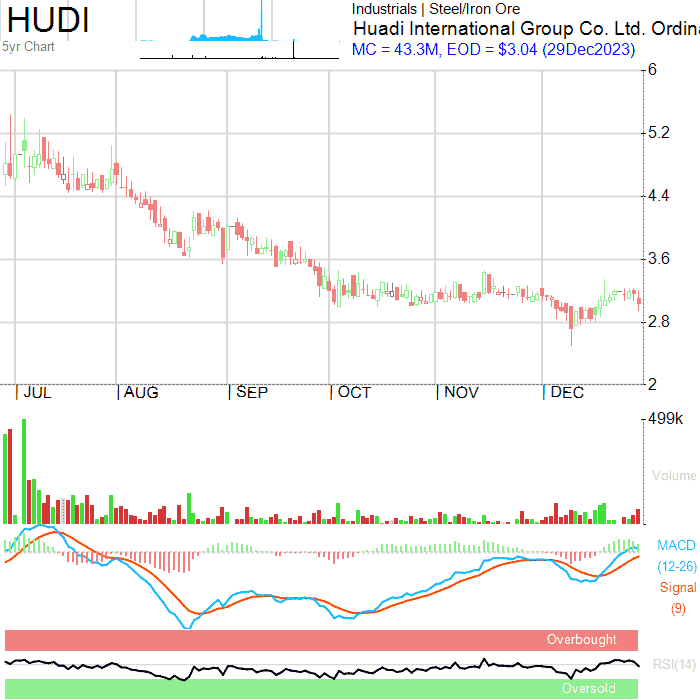 HUDI
5yr Chart
Industrials | Steel/Iron Ore
Huadi International Group Co. Ltd. Ordina
MC = 43.3M, EOD = $3.04 (29Dec2023)
6
5.2
4.4
3.6
2.8
2
JUL AUG SEP OCT NOV DEC
499k
Volume
MACD
(12-26)
Signal
(9)
Overbought
RSI(14)
Oversold